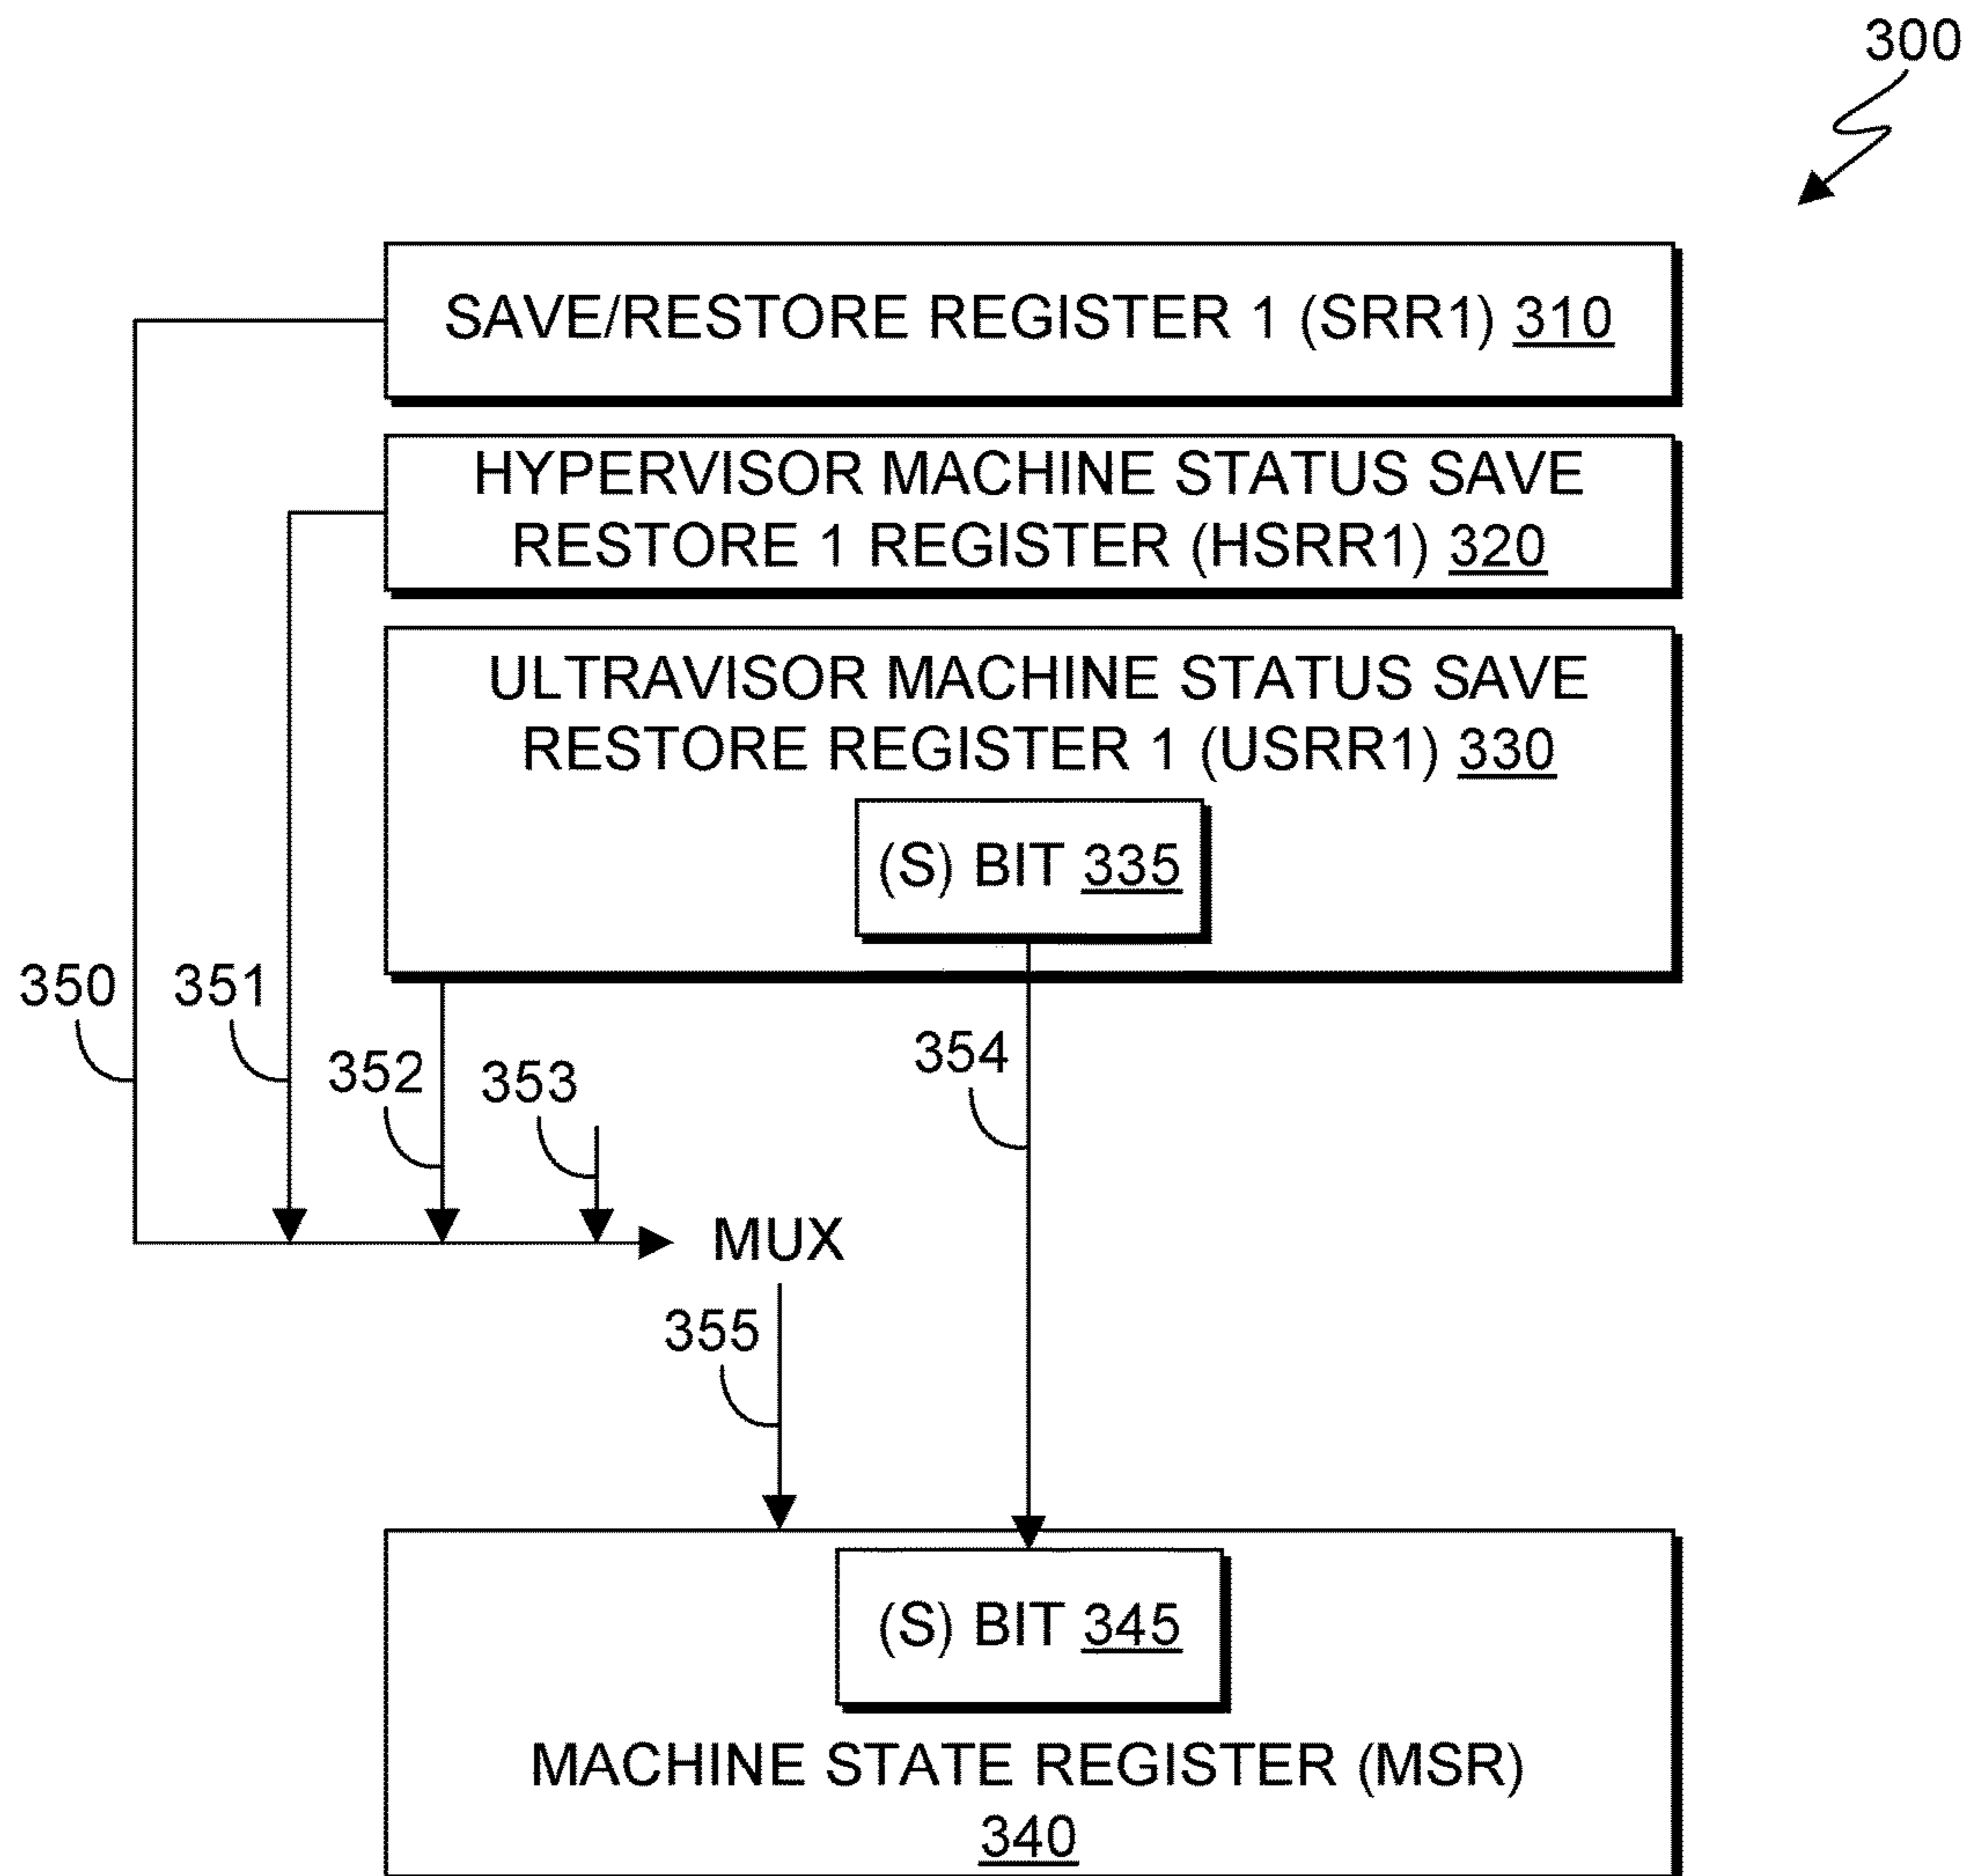 300
SAVE/RESTORE REGISTER 1 (SRR1) 310
HYPERVISOR MACHINE STATUS SAVE
RESTORE 1 REGISTER (HSRR1) 320
ULTRAVISOR MACHINE STATUS SAVE
RESTORE REGISTER 1 (USRR1) 330
(S) BIT 335
350
351
352
353
354
MUX
355
(S) BIT 345
MACHINE STATE REGISTER (MSR)
340